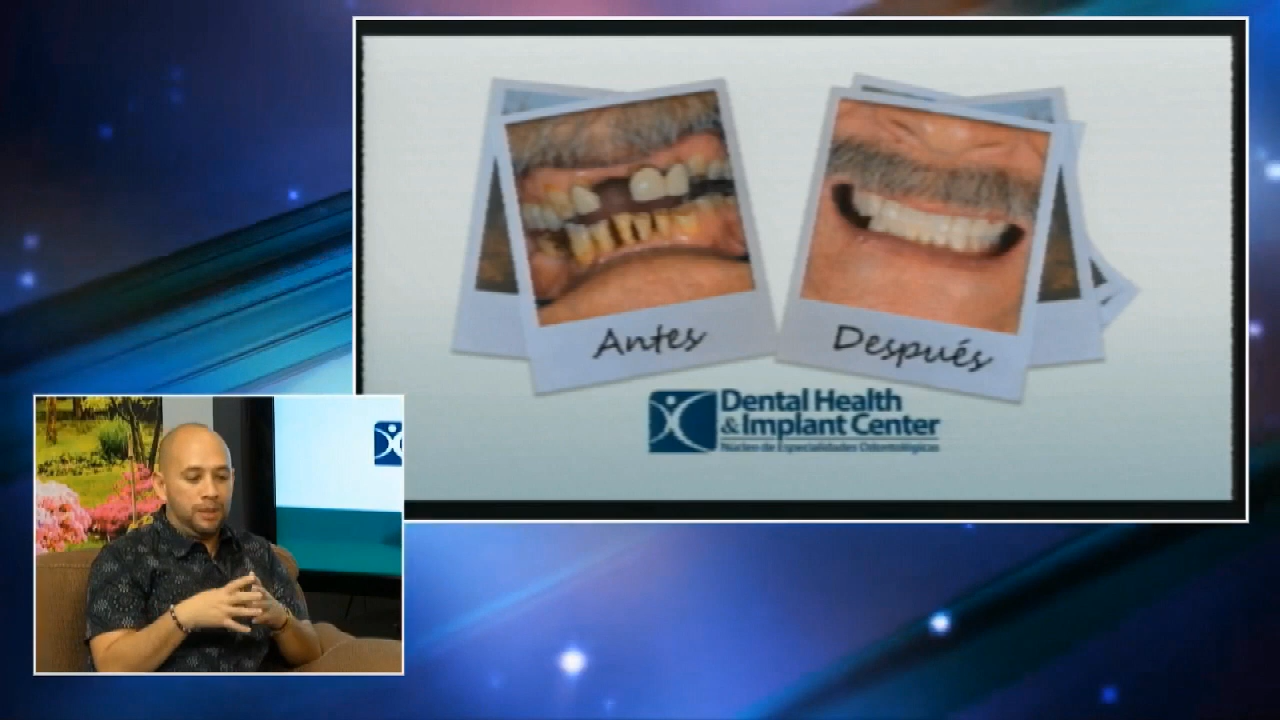 Antes
Después
Dental Health
& Implant Center
Núcleo de Especialidades Odontológicas